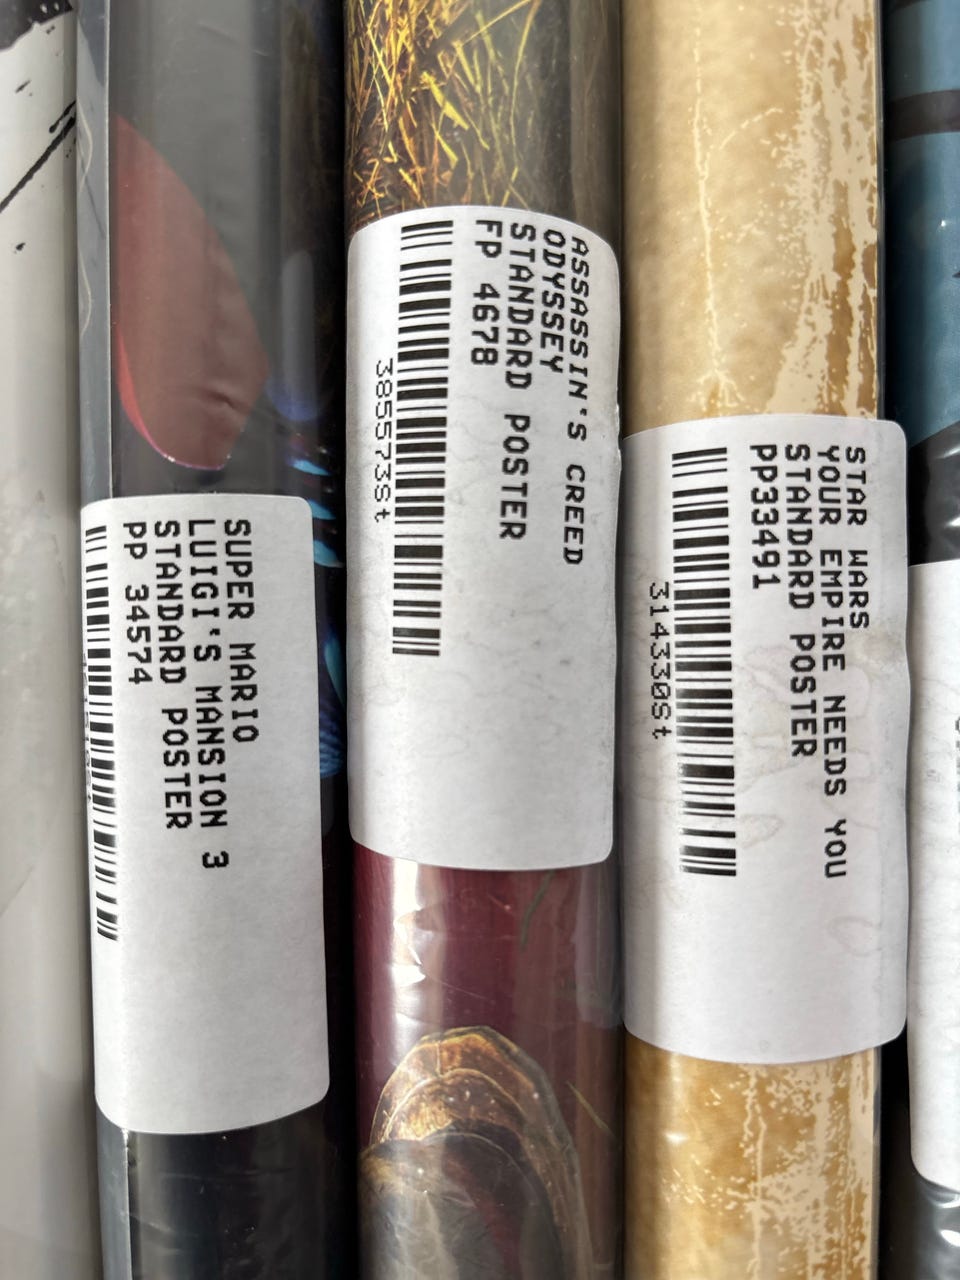 SUPER MARIO
LUIGI'S MANSION 3
STANDARD POSTER
PP 34574
ASSASSIN'S CREED
ODYSSEY
STANDARD POSTER
FP 4678
385573St
STAR WARS
YOUR EMPIRE NEEDS YOU
STANDARD POSTER
PP33491
314330St